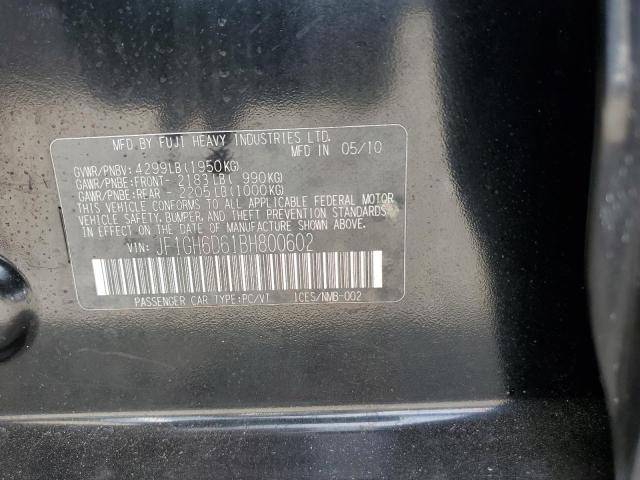 MFD BY FUJI HEAVY INDUSTRIES LTD.
MFD IN 05/10
GVWR/PNBV: 4299LB(1950KG)
GAWR/PNBE:FRONT- 2183LB( 990KG)
GAWR/PNBE:REAR - 2205LB(1000KG)
THIS VEHICLE CONFORMS TO ALL APPLICABLE FEDERAL MOTOR
VEHICLE SAFETY, BUMPER, AND THEFT PREVENTION STANDARDS
IN EFFECT ON THE DATE OF MANUFACTURE SHOWN ABOVE.
VIN: JF1GH6D61BH800602
PASSENGER CAR TYPE:PC/VT ICES/NMB-002